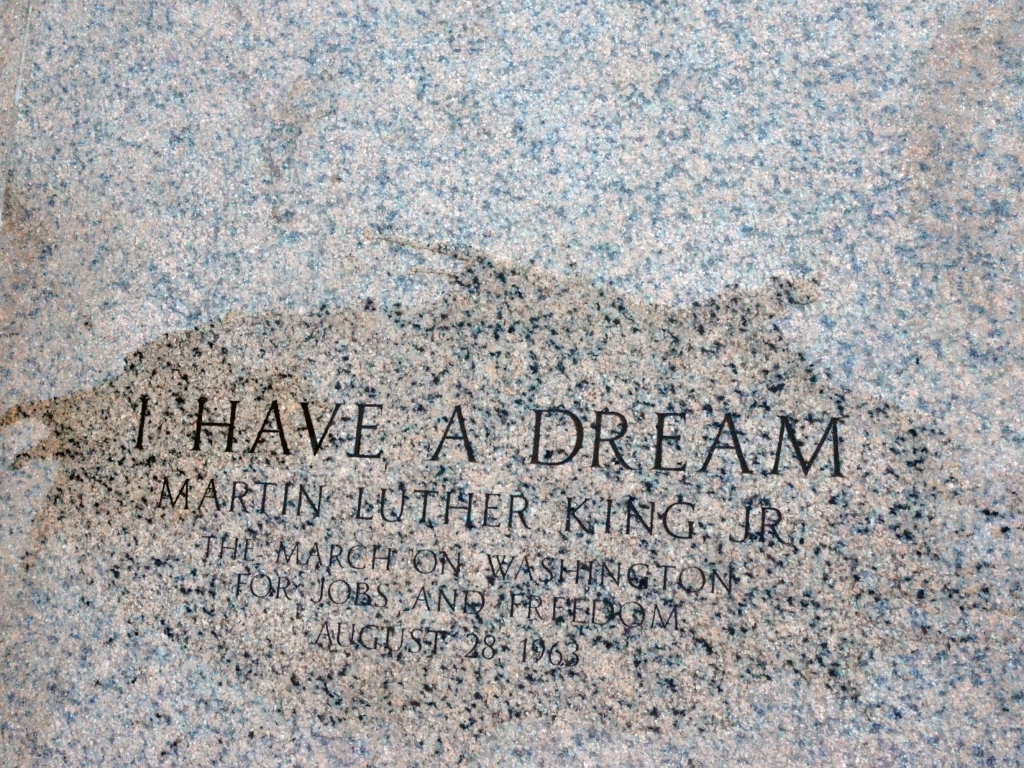 I HAVE A DREAM
MARTIN LUTHER KING JR.
THE MARCH ON WASHINGTON
FOR JOBS AND FREEDOM
AUGUST 28 1963